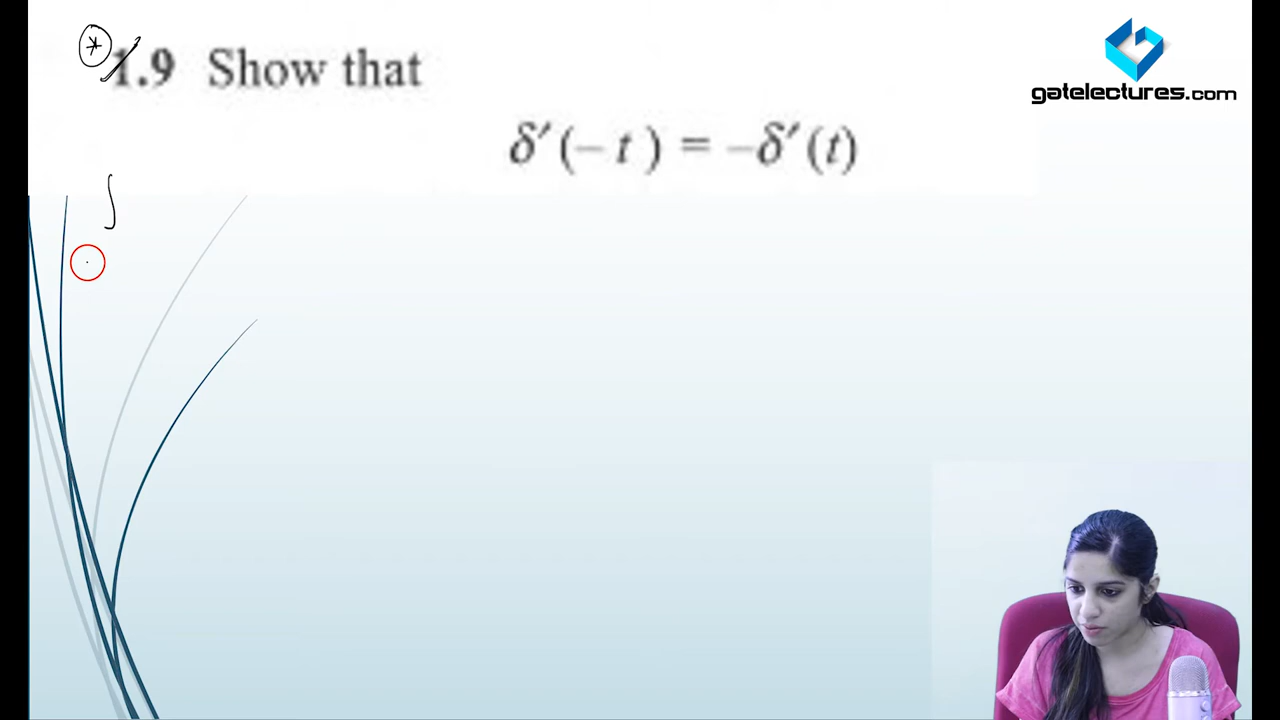 gatelectures.com
* 1.9 Show that
δ′(− t ) = −δ′(t)
∫